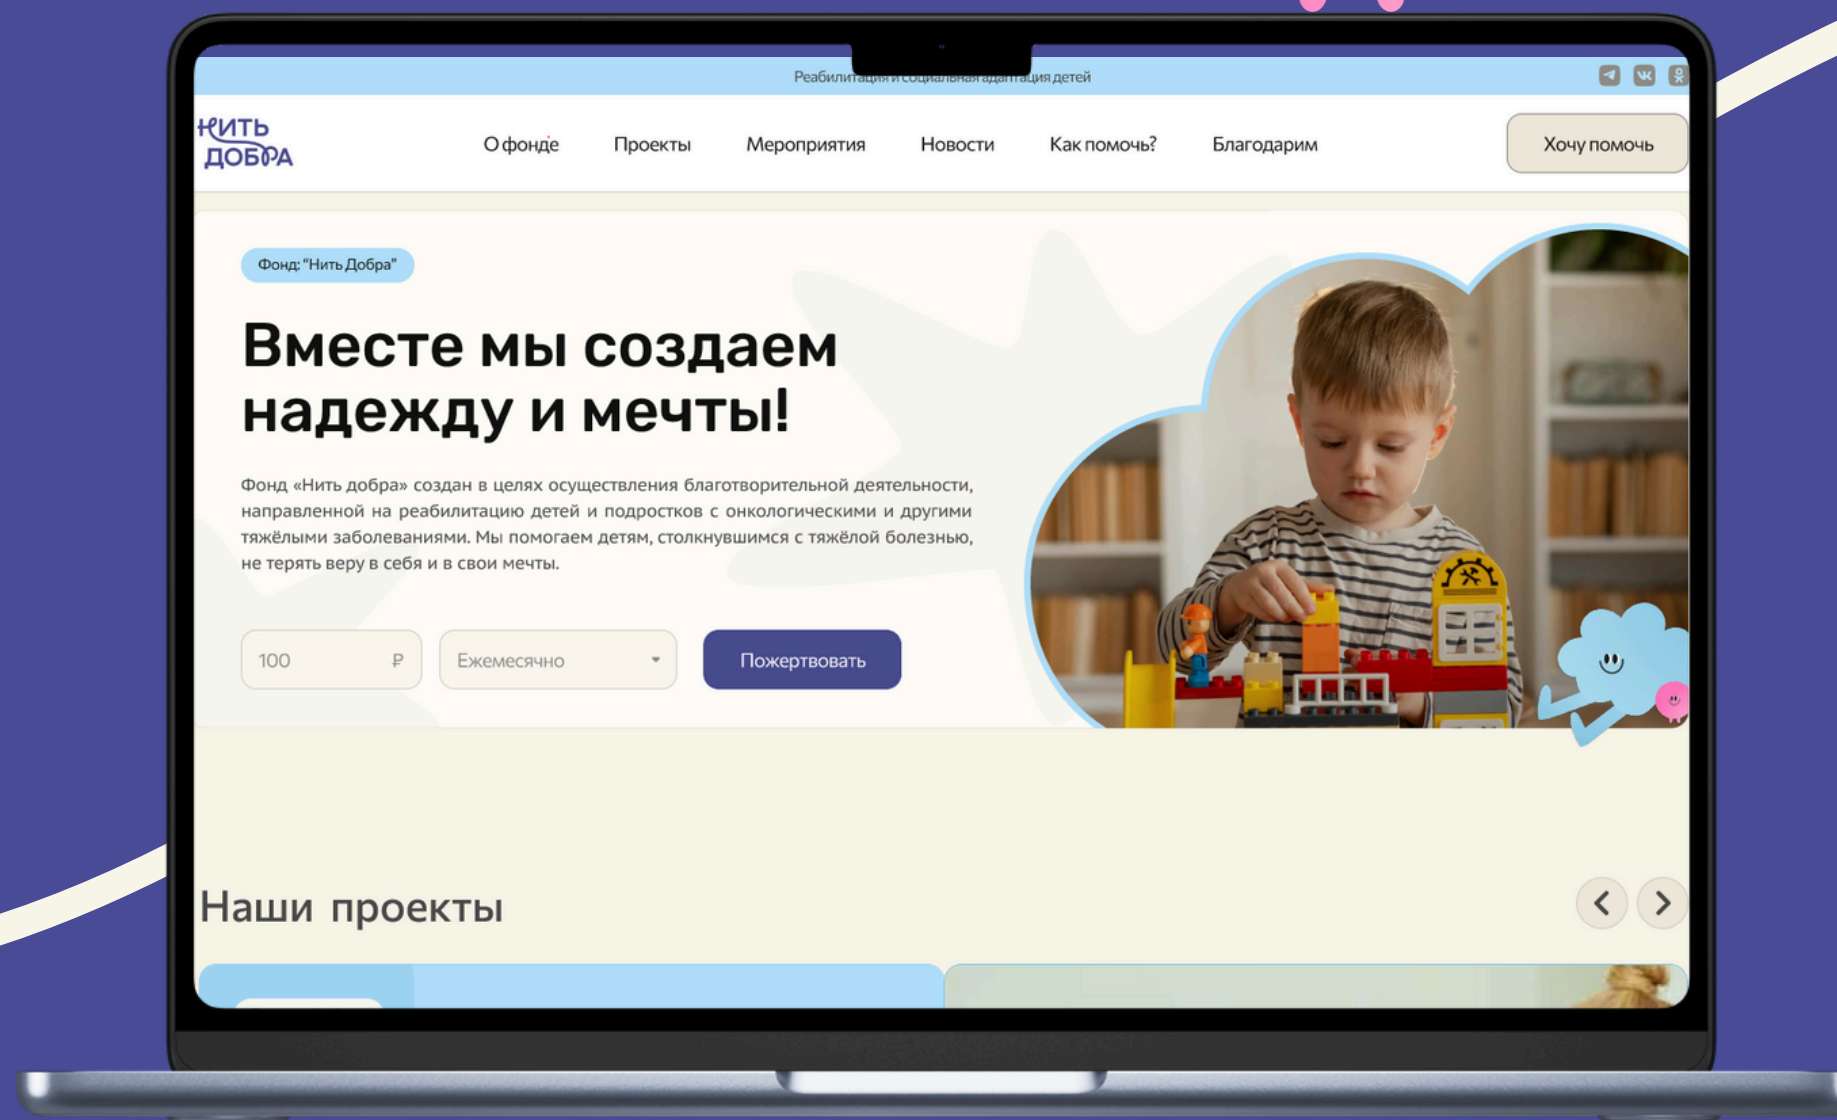 Реабилитация и социальная адаптация детей
НИТЬ
ДОБРА
О фонде
Проекты
Мероприятия
Новости
Как помочь?
Благодарим
Хочу помочь
Фонд: “Нить Добра”
Вместе мы создаем
надежду и мечты!
Фонд «Нить добра» создан в целях осуществления благотворительной деятельности,
направленной на реабилитацию детей и подростков с онкологическими и другими
тяжёлыми заболеваниями. Мы помогаем детям, столкнувшимся с тяжёлой болезнью,
не терять веру в себя и в свои мечты.
100 ₽
Ежемесячно
Пожертвовать
Наши проекты